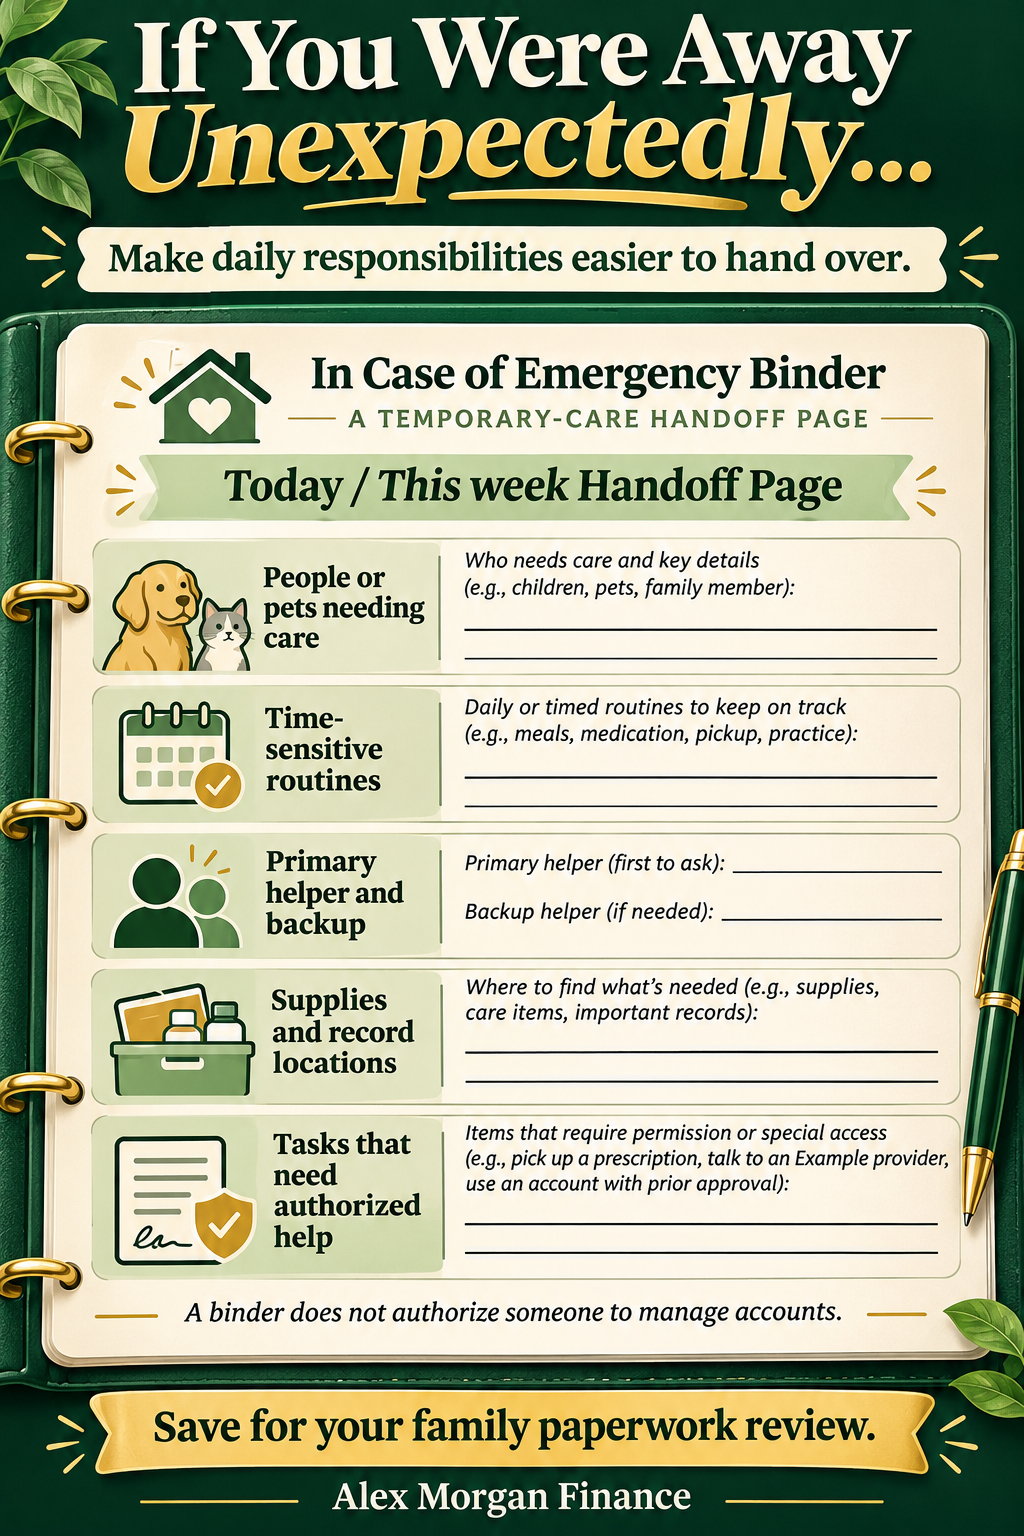 If You Were Away
Unexpectedly...
Make daily responsibilities easier to hand over.
In Case of Emergency Binder
A TEMPORARY-CARE HANDOFF PAGE
Today / This week Handoff Page
People or
pets needing
care
Who needs care and key details
(e.g., children, pets, family member):
Time-
sensitive
routines
Daily or timed routines to keep on track
(e.g., meals, medication, pickup, practice):
Primary
helper and
backup
Primary helper (first to ask):
Backup helper (if needed):
Supplies
and record
locations
Where to find what's needed (e.g., supplies,
care items, important records):
Tasks that
need
authorized
help
Items that require permission or special access
(e.g., pick up a prescription, talk to an Example provider,
use an account with prior approval):
A binder does not authorize someone to manage accounts.
Save for your family paperwork review.
Alex Morgan Finance